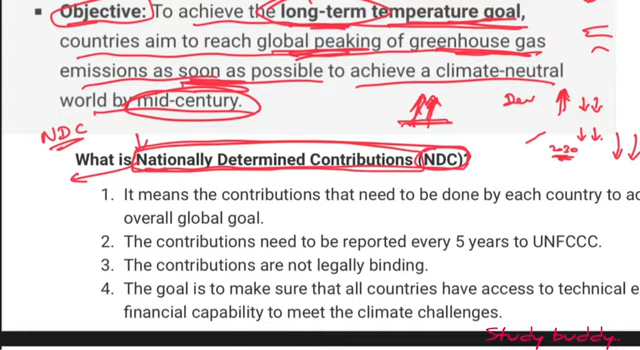 Objective: To achieve the long-term temperature goal,
countries aim to reach global peaking of greenhouse gas
emissions as soon as possible to achieve a climate-neutral
world by mid-century.
Dev
NDC
2030
What is Nationally Determined Contributions (NDC)?
1. It means the contributions that need to be done by each country to ac
overall global goal.
2. The contributions need to be reported every 5 years to UNFCCC.
3. The contributions are not legally binding.
4. The goal is to make sure that all countries have access to technical e
financial capability to meet the climate challenges.
Study buddy..